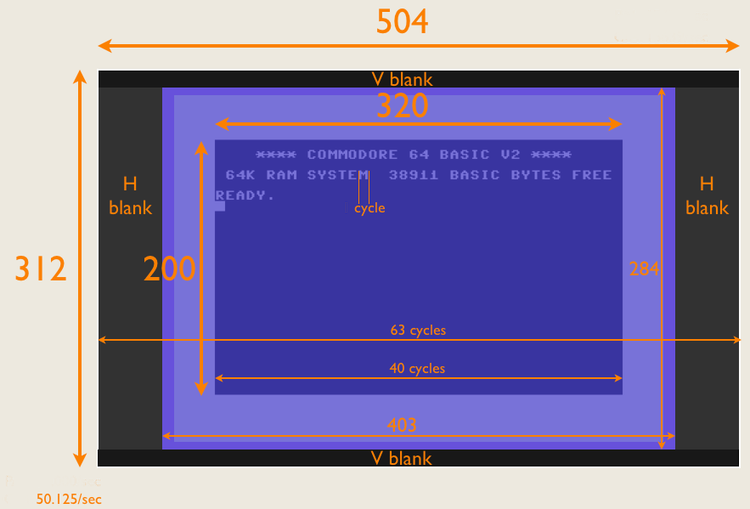 504
V blank
320
**** COMMODORE 64 BASIC V2 ****
64K RAM SYSTEM  38911 BASIC BYTES FREE
READY.
H
blank
H
blank
cycle
312
200
284
63 cycles
40 cycles
403
V blank
50.125/sec